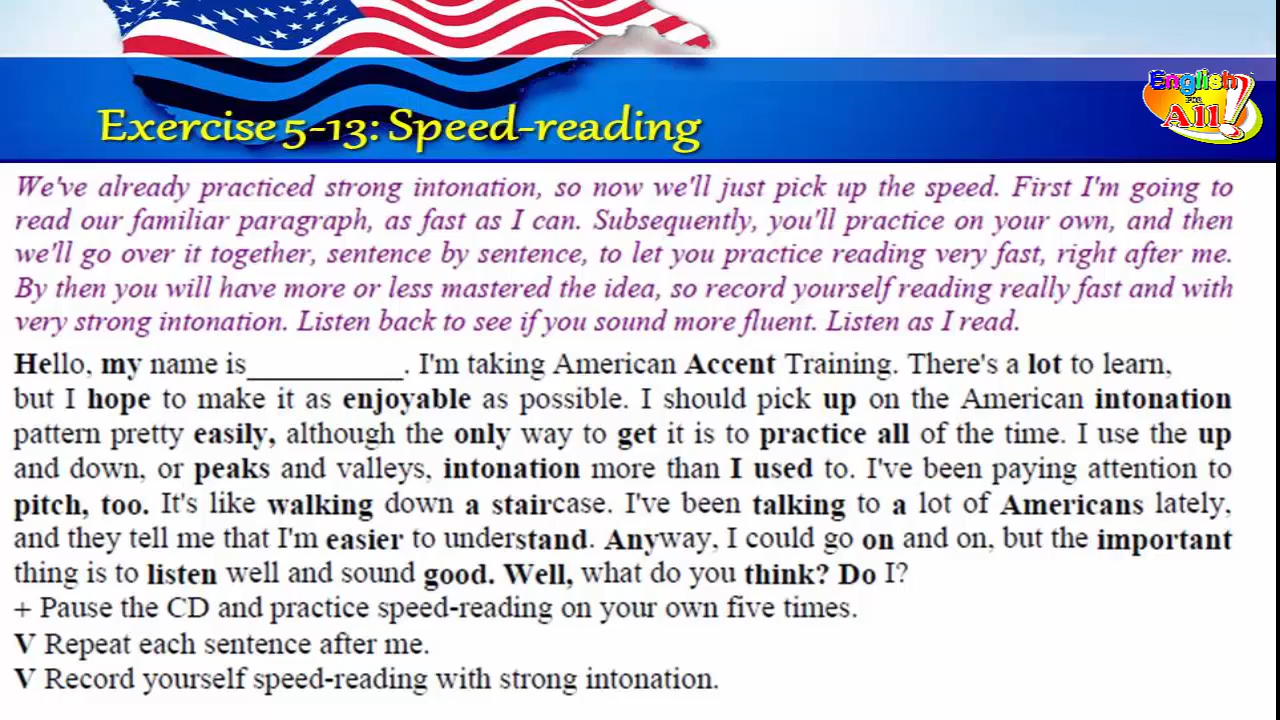 English
FOR
All!
Exercise 5-13: Speed-reading
We've already practiced strong intonation, so now we'll just pick up the speed. First I'm going to
read our familiar paragraph, as fast as I can. Subsequently, you'll practice on your own, and then
we'll go over it together, sentence by sentence, to let you practice reading very fast, right after me.
By then you will have more or less mastered the idea, so record yourself reading really fast and with
very strong intonation. Listen back to see if you sound more fluent. Listen as I read.
Hello, my name is__________. I'm taking American Accent Training. There's a lot to learn,
but I hope to make it as enjoyable as possible. I should pick up on the American intonation
pattern pretty easily, although the only way to get it is to practice all of the time. I use the up
and down, or peaks and valleys, intonation more than I used to. I've been paying attention to
pitch, too. It's like walking down a staircase. I've been talking to a lot of Americans lately,
and they tell me that I'm easier to understand. Anyway, I could go on and on, but the important
thing is to listen well and sound good. Well, what do you think? Do I?
+ Pause the CD and practice speed-reading on your own five times.
V Repeat each sentence after me.
V Record yourself speed-reading with strong intonation.